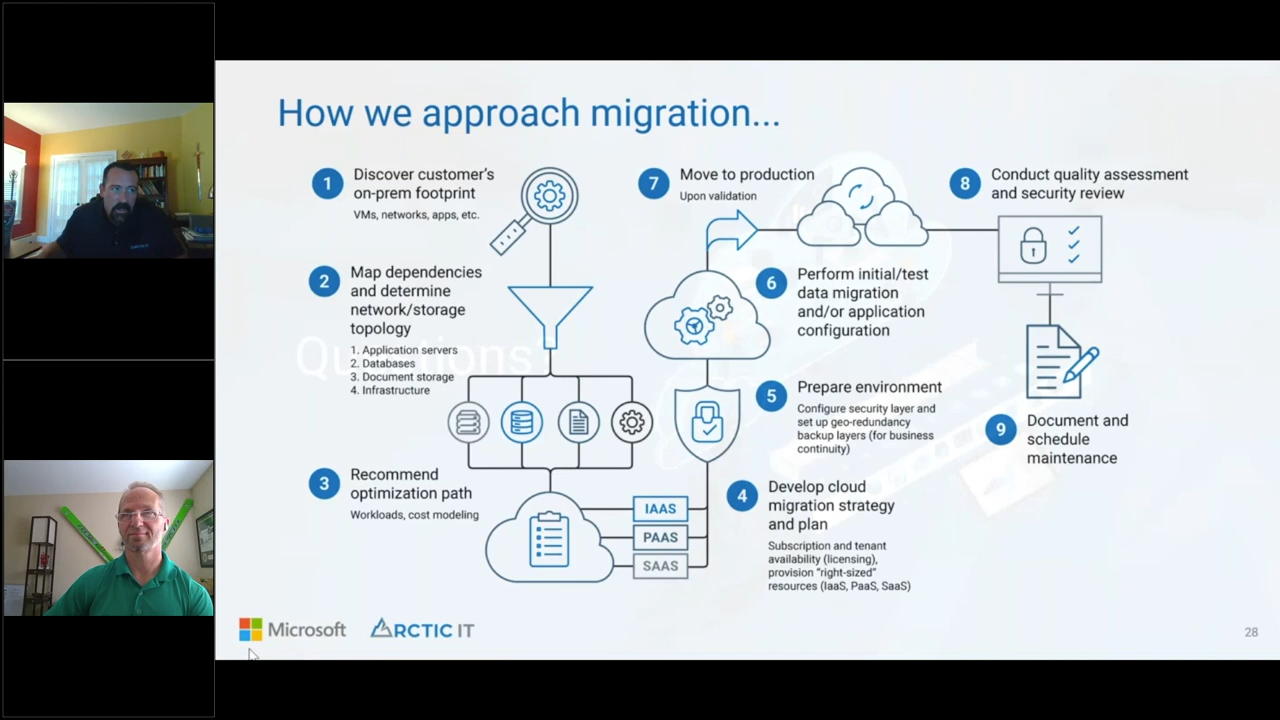 How we approach migration...
1
Discover customer's
on-prem footprint
VMs, networks, apps, etc.
2
Map dependencies
and determine
network/storage
topology
1. Application servers
2. Databases
3. Document storage
4. Infrastructure
3
Recommend
optimization path
Workloads, cost modeling
IAAS
PAAS
SAAS
4
Develop cloud
migration strategy
and plan
Subscription and tenant
availability (licensing),
provision "right-sized"
resources (IaaS, PaaS, SaaS)
5
Prepare environment
Configure security layer and
set up geo-redundancy
backup layers (for business
continuity)
6
Perform initial/test
data migration
and/or application
configuration
7
Move to production
Upon validation
8
Conduct quality assessment
and security review
9
Document and
schedule
maintenance
Questions?
Microsoft
ARCTIC IT
28